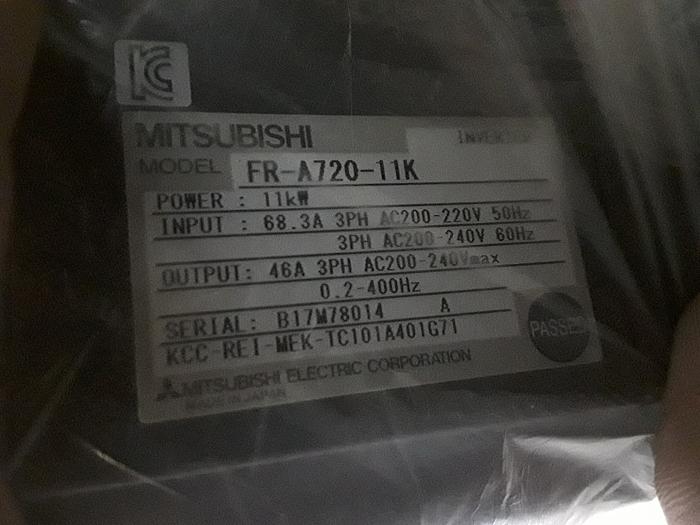 KC
MITSUBISHI
INVERTER
MODEL FR-A720-11K
POWER : 11kW
INPUT : 68.3A 3PH AC200-220V 50Hz
3PH AC200-240V 60Hz
OUTPUT: 46A 3PH AC200-240Vmax
0.2-400Hz
SERIAL: B17M78014 A
KCC-REI-MEK-TC101A401G71
PASSED
MITSUBISHI ELECTRIC CORPORATION
MADE IN JAPAN